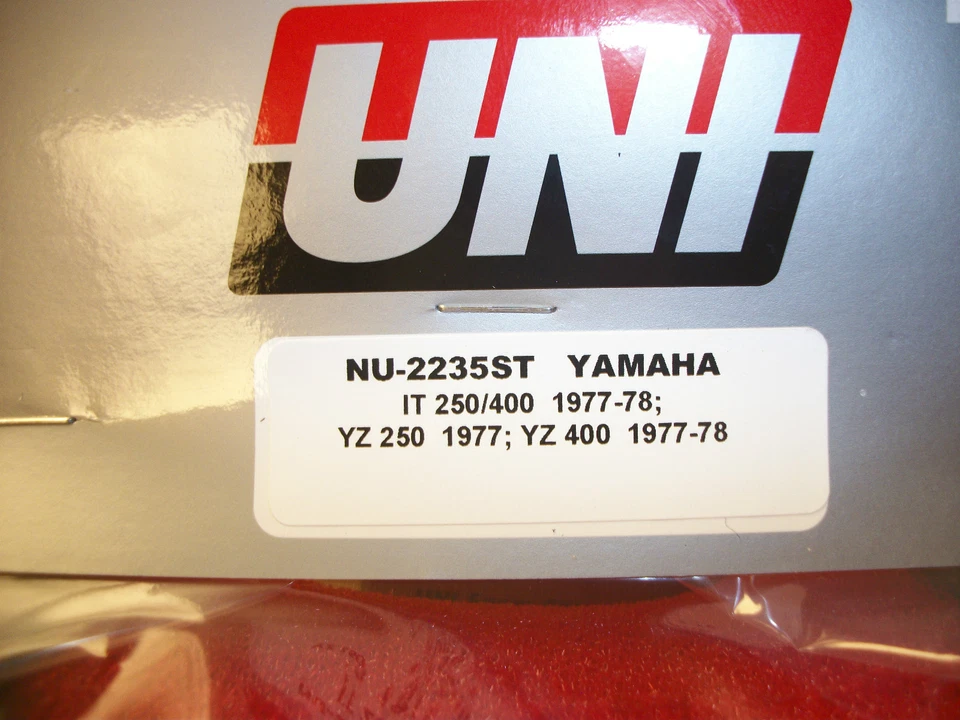 UNI
NU-2235ST YAMAHA
IT 250/400 1977-78;
YZ 250 1977; YZ 400 1977-78